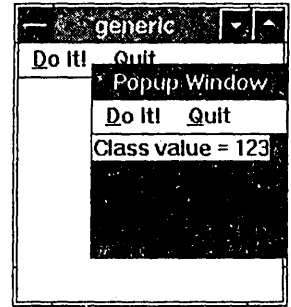 generic
Do It! Quit
Popup Window
Do It! Quit
Class value = 123